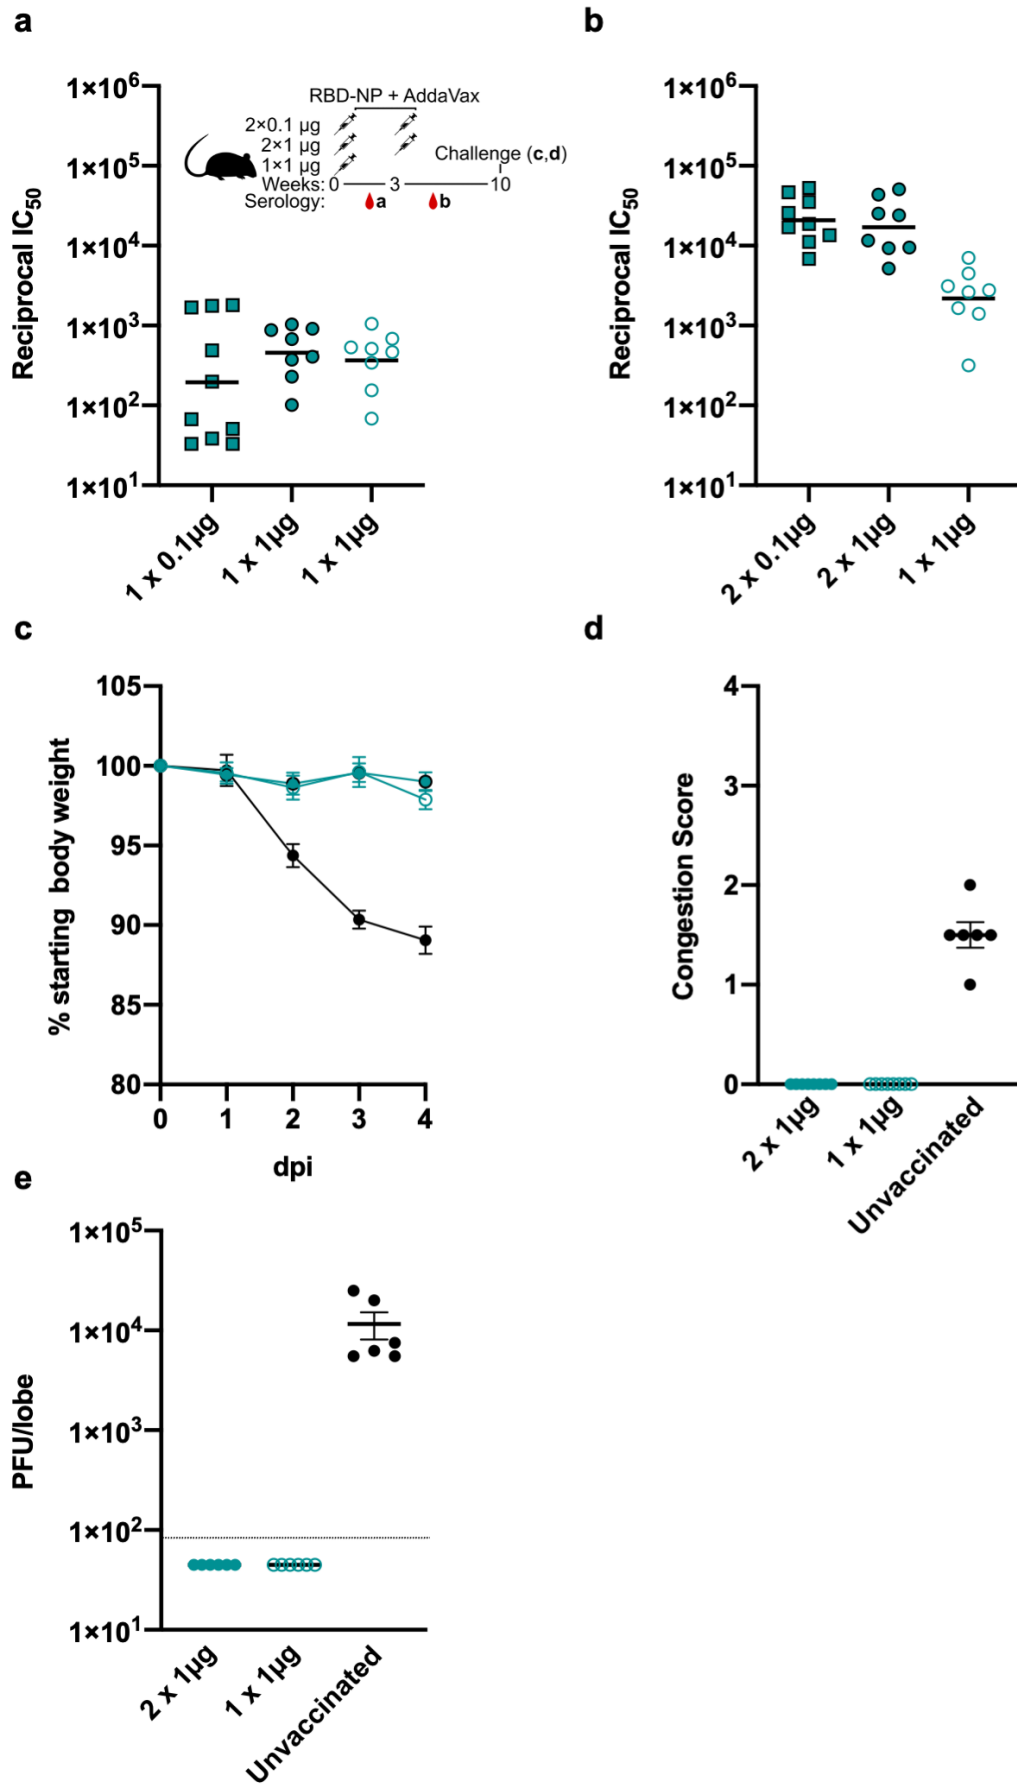 a
1×10⁶
1×10⁵
1×10⁴
1×10³
1×10²
1×10¹
Reciprocal IC₅₀
RBD-NP + AddaVax
2×0.1 µg
2×1 µg
1×1 µg
Challenge (c,d)
Weeks: 0 3 10
Serology: a b
1 x 0.1µg
1 x 1µg
1 x 1µg
b
1×10⁶
1×10⁵
1×10⁴
1×10³
1×10²
1×10¹
Reciprocal IC₅₀
2 x 0.1µg
2 x 1µg
1 x 1µg
c
105
100
95
90
85
80
% starting body weight
0 1 2 3 4
dpi
d
4
3
2
1
0
Congestion Score
2 x 1µg
1 x 1µg
Unvaccinated
e
1×10⁵
1×10⁴
1×10³
1×10²
1×10¹
PFU/lobe
2 x 1µg
1 x 1µg
Unvaccinated